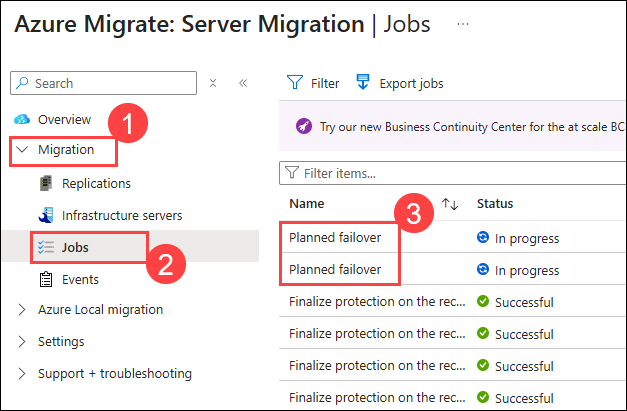 Azure Migrate: Server Migration | Jobs ...
Search
Overview
1
Migration
Replications
Infrastructure servers
Jobs
2
Events
Azure Local migration
Settings
Support + troubleshooting
Filter Export jobs
Try our new Business Continuity Center for the at scale BC
Filter items...
Name Status
3
Planned failover In progress
Planned failover In progress
Finalize protection on the rec... Successful
Finalize protection on the rec... Successful
Finalize protection on the rec... Successful
Finalize protection on the rec... Successful